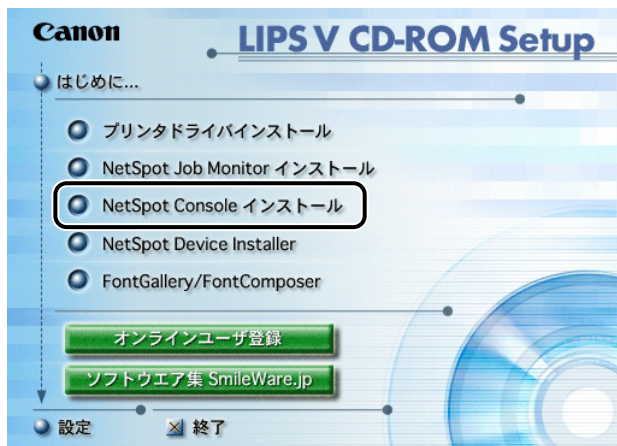 Canon
LIPS V CD-ROM Setup
はじめに...
プリンタドライバインストール
NetSpot Job Monitor インストール
NetSpot Console インストール
NetSpot Device Installer
FontGallery/FontComposer
オンラインユーザ登録
ソフトウエア集 SmileWare.jp
設定 終了